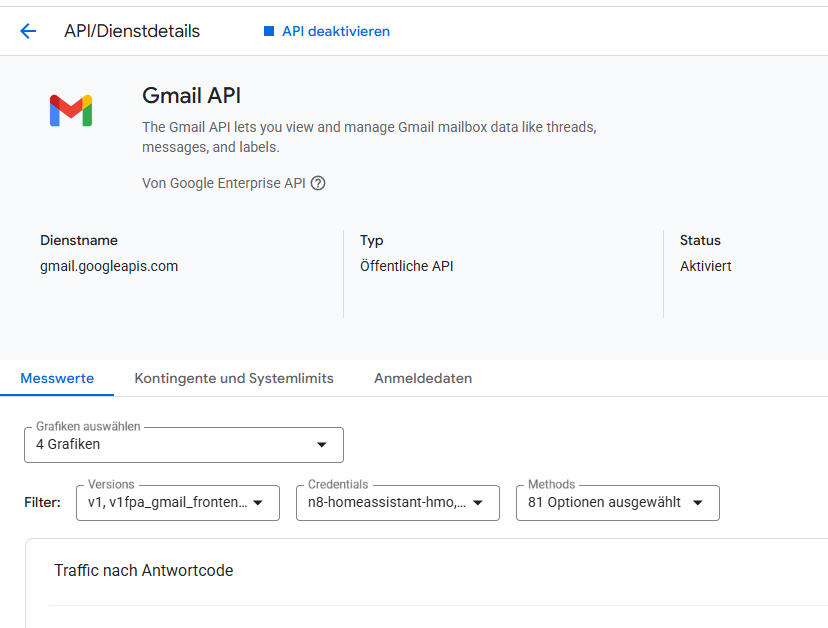 API/Dienstdetails
API deaktivieren
Gmail API
The Gmail API lets you view and manage Gmail mailbox data like threads,
messages, and labels.
Von Google Enterprise API
Dienstname
gmail.googleapis.com
Typ
Öffentliche API
Status
Aktiviert
Messwerte
Kontingente und Systemlimits
Anmeldedaten
Grafiken auswählen
4 Grafiken
Filter:
Versions
v1, v1fpa_gmail_fronten...
Credentials
n8-homeassistant-hmo,...
Methods
81 Optionen ausgewählt
Traffic nach Antwortcode